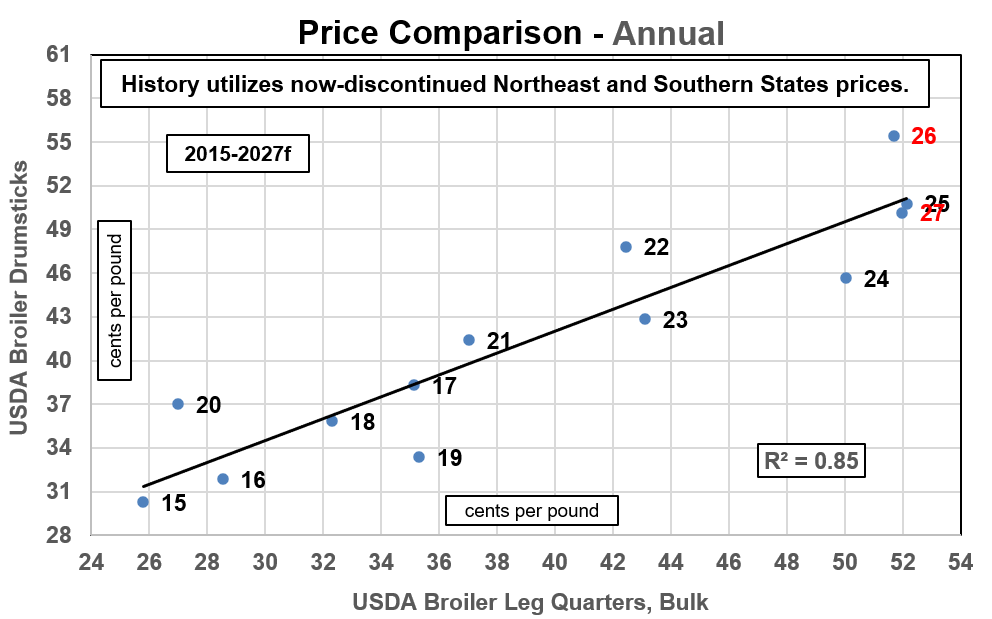 Price Comparison - Annual
History utilizes now-discontinued Northeast and Southern States prices.
2015-2027f
USDA Broiler Drumsticks
cents per pound
61
58
55
52
49
46
43
40
37
34
31
28
26
25
27
22
24
23
21
17
20
18
19
16
15
R² = 0.85
cents per pound
24 26 28 30 32 34 36 38 40 42 44 46 48 50 52 54
USDA Broiler Leg Quarters, Bulk